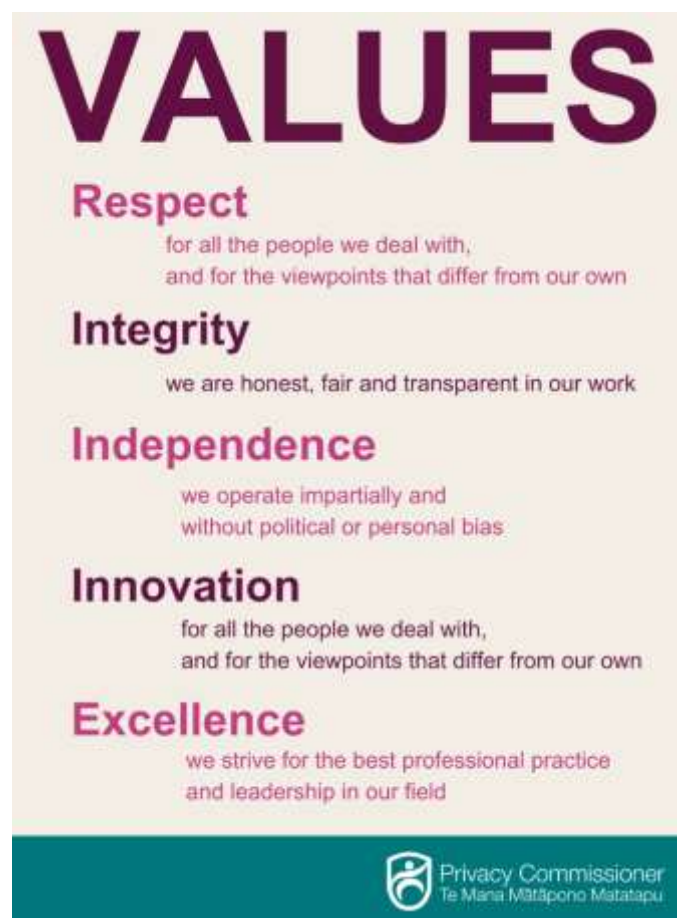 VALUES
Respect
for all the people we deal with,
and for the viewpoints that differ from our own
Integrity
we are honest, fair and transparent in our work
Independence
we operate impartially and
without political or personal bias
Innovation
for all the people we deal with,
and for the viewpoints that differ from our own
Excellence
we strive for the best professional practice
and leadership in our field
Privacy Commissioner
Te Mana Mātāpono Matatapu